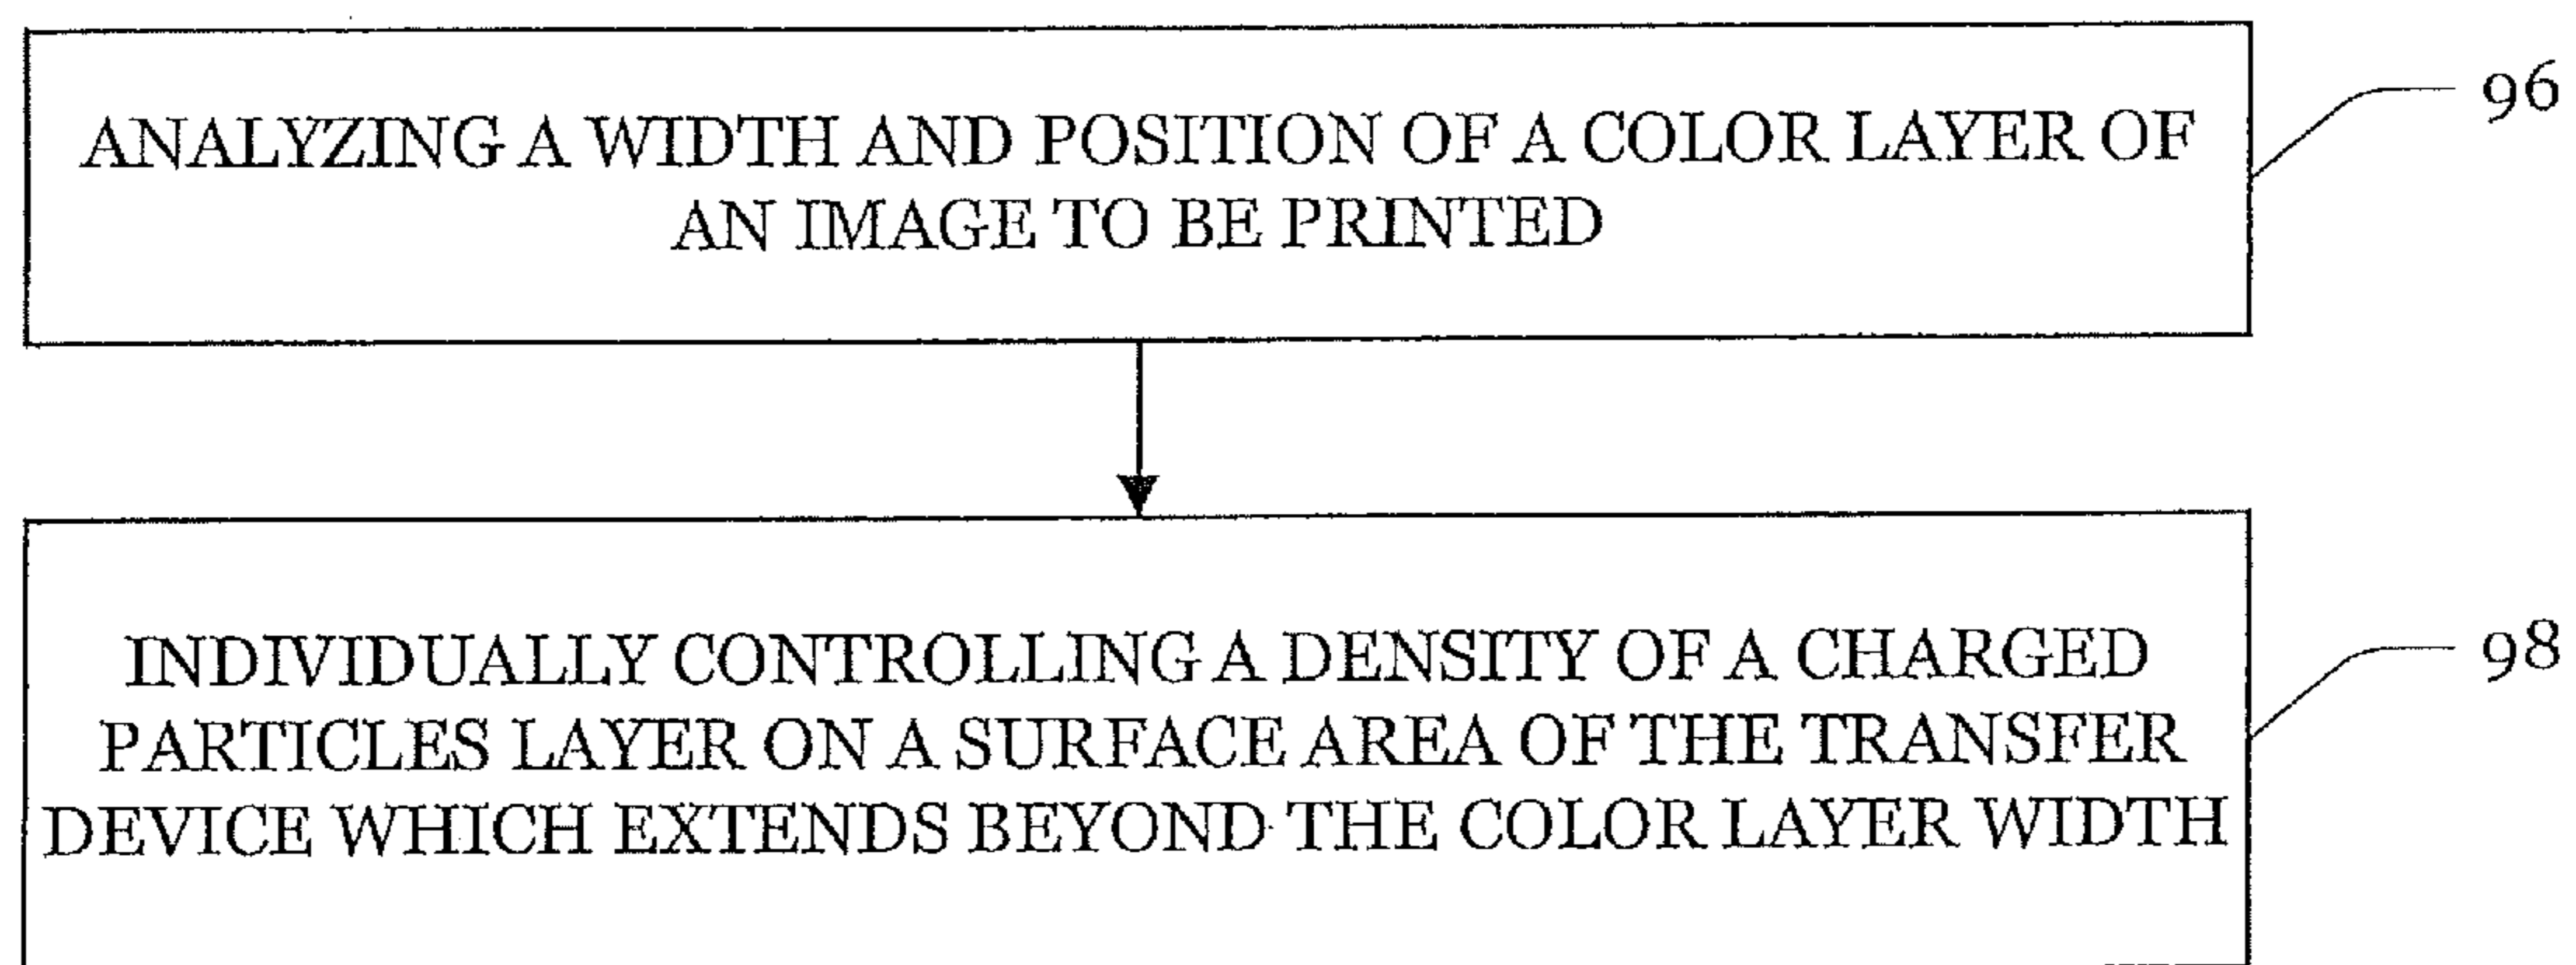 ANALYZING A WIDTH AND POSITION OF A COLOR LAYER OF
AN IMAGE TO BE PRINTED
96
INDIVIDUALLY CONTROLLING A DENSITY OF A CHARGED
PARTICLES LAYER ON A SURFACE AREA OF THE TRANSFER
DEVICE WHICH EXTENDS BEYOND THE COLOR LAYER WIDTH
98